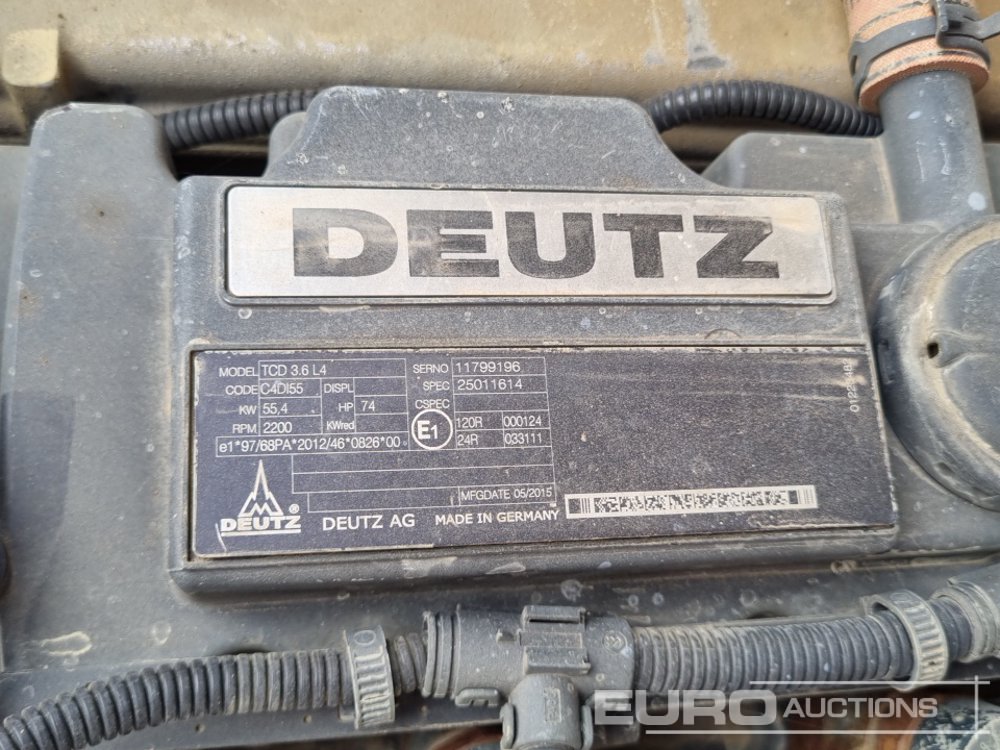 DEUTZ
MODEL TCD 3.6 L4 SERNO 11799196
CODE C4DI55 DISPL SPEC 25011614
KW 55,4 HP 74 CSPEC
RPM 2200 KWred E1 120R 000124
e1*97/68PA*2012/46*0826*00 24R 033111
MFGDATE 05/2015
DEUTZ ® DEUTZ AG MADE IN GERMANY
EURO AUCTIONS